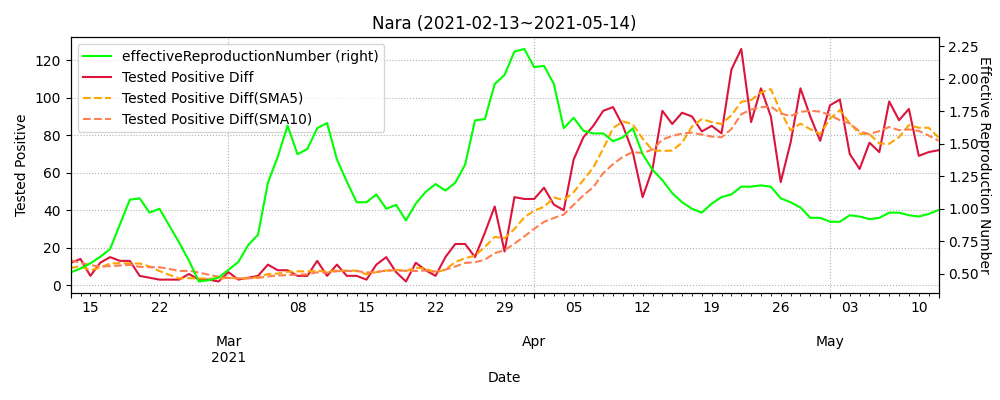 Nara (2021-02-13~2021-05-14)
effectiveReproductionNumber (right)
Tested Positive Diff
Tested Positive Diff(SMA5)
Tested Positive Diff(SMA10)
Tested Positive
120
100
80
60
40
20
0
Effective Reproduction Number
2.25
2.00
1.75
1.50
1.25
1.00
0.75
0.50
15 22 08 15 22 29 05 12 19 26 03 10
Mar Apr May
2021
Date